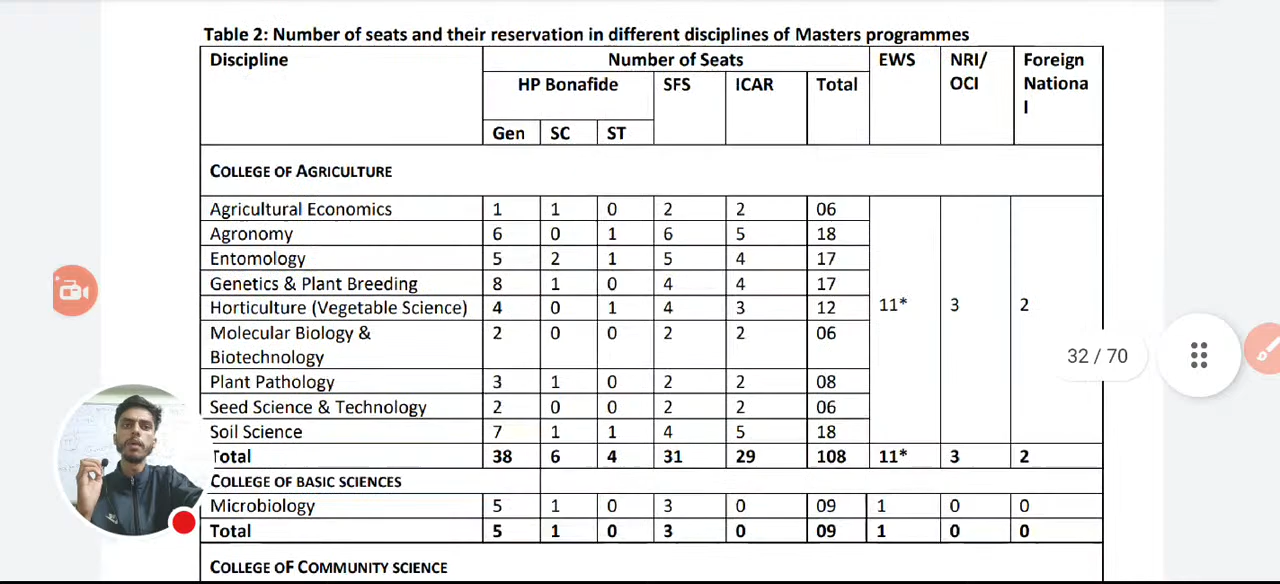 Table 2: Number of seats and their reservation in different disciplines of Masters programmes
Discipline Number of Seats EWS NRI/ OCI Foreign Nationa l
HP Bonafide SFS ICAR Total
Gen SC ST
COLLEGE OF AGRICULTURE
Agricultural Economics 1 1 0 2 2 06
Agronomy 6 0 1 6 5 18
Entomology 5 2 1 5 4 17
Genetics & Plant Breeding 8 1 0 4 4 17
Horticulture (Vegetable Science) 4 0 1 4 3 12 11* 3 2
Molecular Biology & 2 0 0 2 2 06
Biotechnology
32 / 70
Plant Pathology 3 1 0 2 2 08
Seed Science & Technology 2 0 0 2 2 06
Soil Science 7 1 1 4 5 18
Total 38 6 4 31 29 108 11* 3 2
COLLEGE OF BASIC SCIENCES
Microbiology 5 1 0 3 0 09 1 0 0
Total 5 1 0 3 0 09 1 0 0
COLLEGE OF COMMUNITY SCIENCE